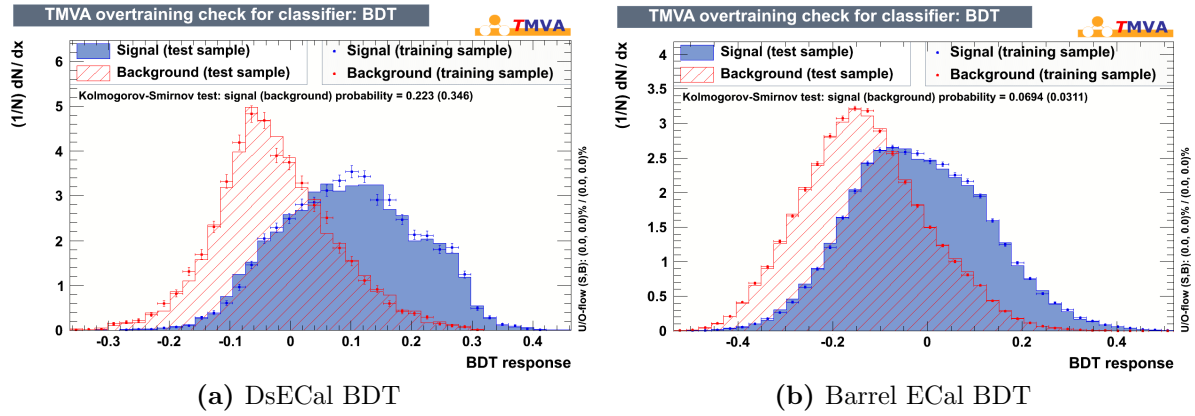 TMVA overtraining check for classifier: BDT
TMVA
Signal (test sample)
Background (test sample)
Signal (training sample)
Background (training sample)
Kolmogorov-Smirnov test: signal (background) probability = 0.223 (0.346)
(1/N) dN / dx
6
5
4
3
2
1
0
-0.3 -0.2 -0.1 0 0.1 0.2 0.3 0.4
BDT response
U/O-flow (S,B): (0.0, 0.0)% / (0.0, 0.0)%
(a) DsECal BDT
TMVA overtraining check for classifier: BDT
TMVA
Signal (test sample)
Background (test sample)
Signal (training sample)
Background (training sample)
Kolmogorov-Smirnov test: signal (background) probability = 0.0694 (0.0311)
(1/N) dN / dx
4
3.5
3
2.5
2
1.5
1
0.5
0
-0.4 -0.2 0 0.2 0.4
BDT response
U/O-flow (S,B): (0.0, 0.0)% / (0.0, 0.0)%
(b) Barrel ECal BDT